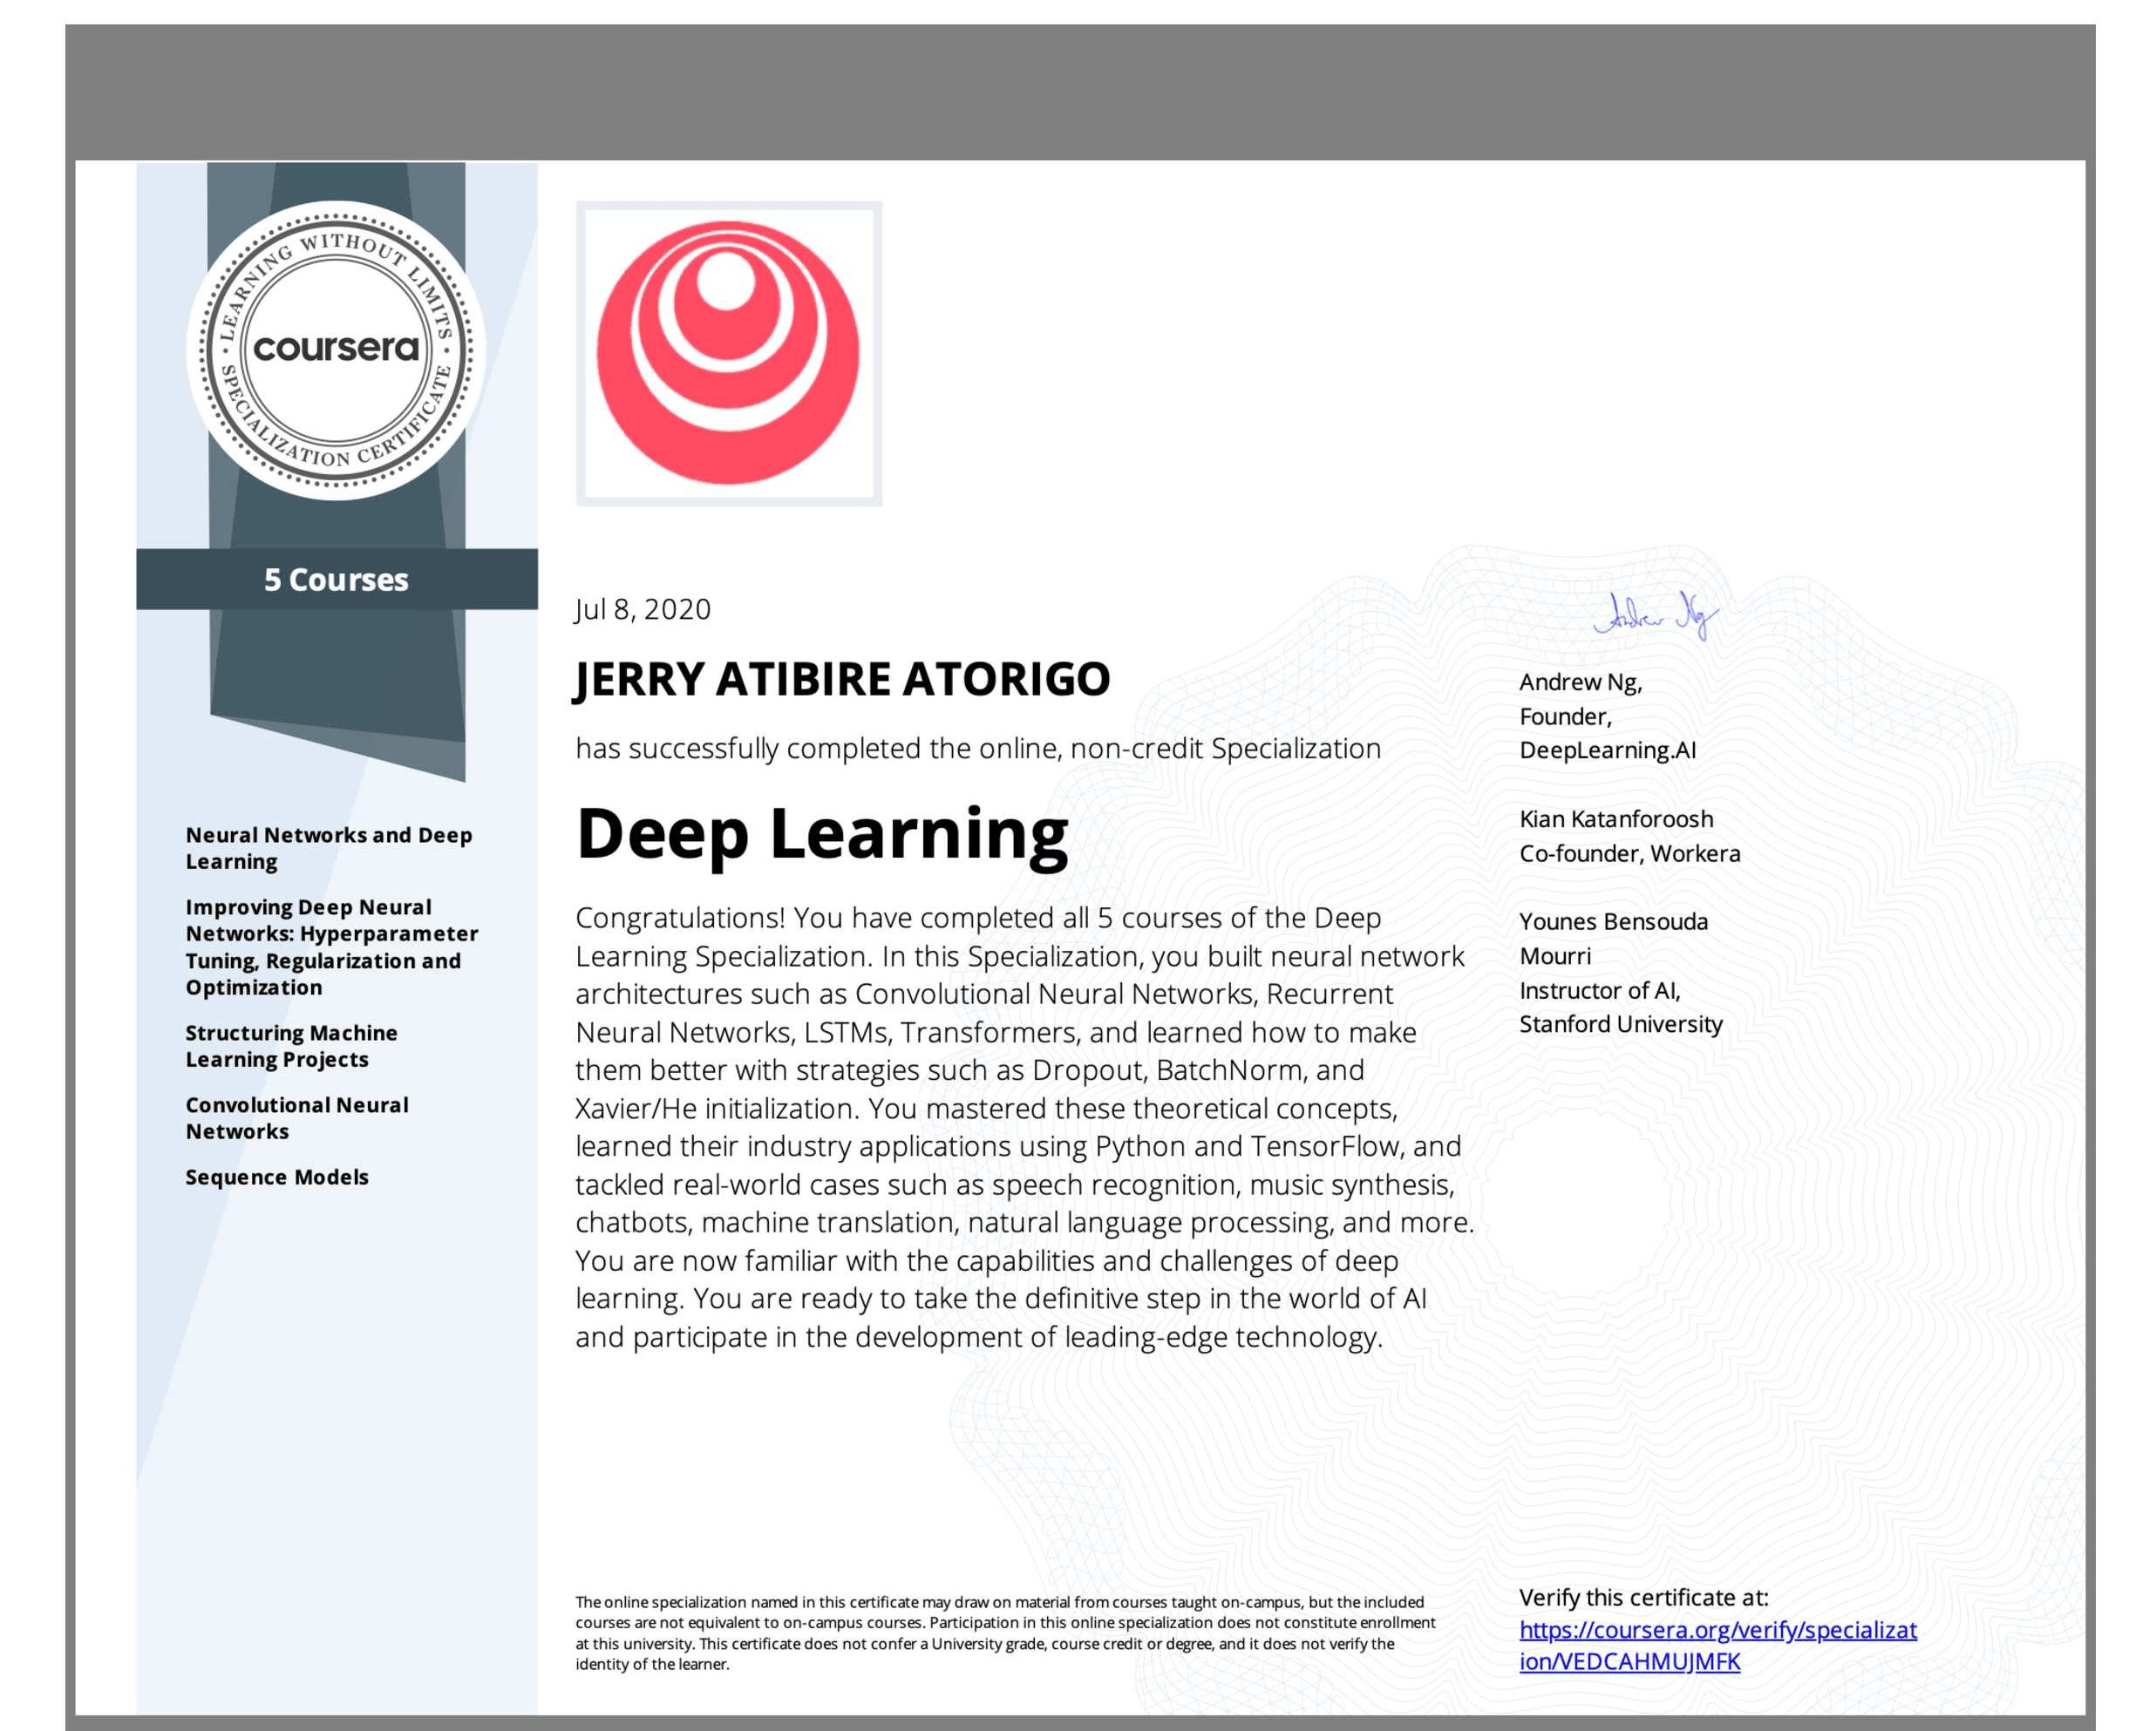 LEARNING WITHOUT LIMITS
coursera
SPECIALIZATION CERTIFICATE
5 Courses
Neural Networks and Deep
Learning
Improving Deep Neural
Networks: Hyperparameter
Tuning, Regularization and
Optimization
Structuring Machine
Learning Projects
Convolutional Neural
Networks
Sequence Models
Jul 8, 2020
JERRY ATIBIRE ATORIGO
has successfully completed the online, non-credit Specialization
Deep Learning
Congratulations! You have completed all 5 courses of the Deep
Learning Specialization. In this Specialization, you built neural network
architectures such as Convolutional Neural Networks, Recurrent
Neural Networks, LSTMs, Transformers, and learned how to make
them better with strategies such as Dropout, BatchNorm, and
Xavier/He initialization. You mastered these theoretical concepts,
learned their industry applications using Python and TensorFlow, and
tackled real-world cases such as speech recognition, music synthesis,
chatbots, machine translation, natural language processing, and more.
You are now familiar with the capabilities and challenges of deep
learning. You are ready to take the definitive step in the world of AI
and participate in the development of leading-edge technology.
Andrew Ng
Andrew Ng,
Founder,
DeepLearning.AI
Kian Katanforoosh
Co-founder, Workera
Younes Bensouda
Mourri
Instructor of AI,
Stanford University
The online specialization named in this certificate may draw on material from courses taught on-campus, but the included
courses are not equivalent to on-campus courses. Participation in this online specialization does not constitute enrollment
at this university. This certificate does not confer a University grade, course credit or degree, and it does not verify the
identity of the learner.
Verify this certificate at:
https://coursera.org/verify/specializat
ion/VEDCAHMUJMFK